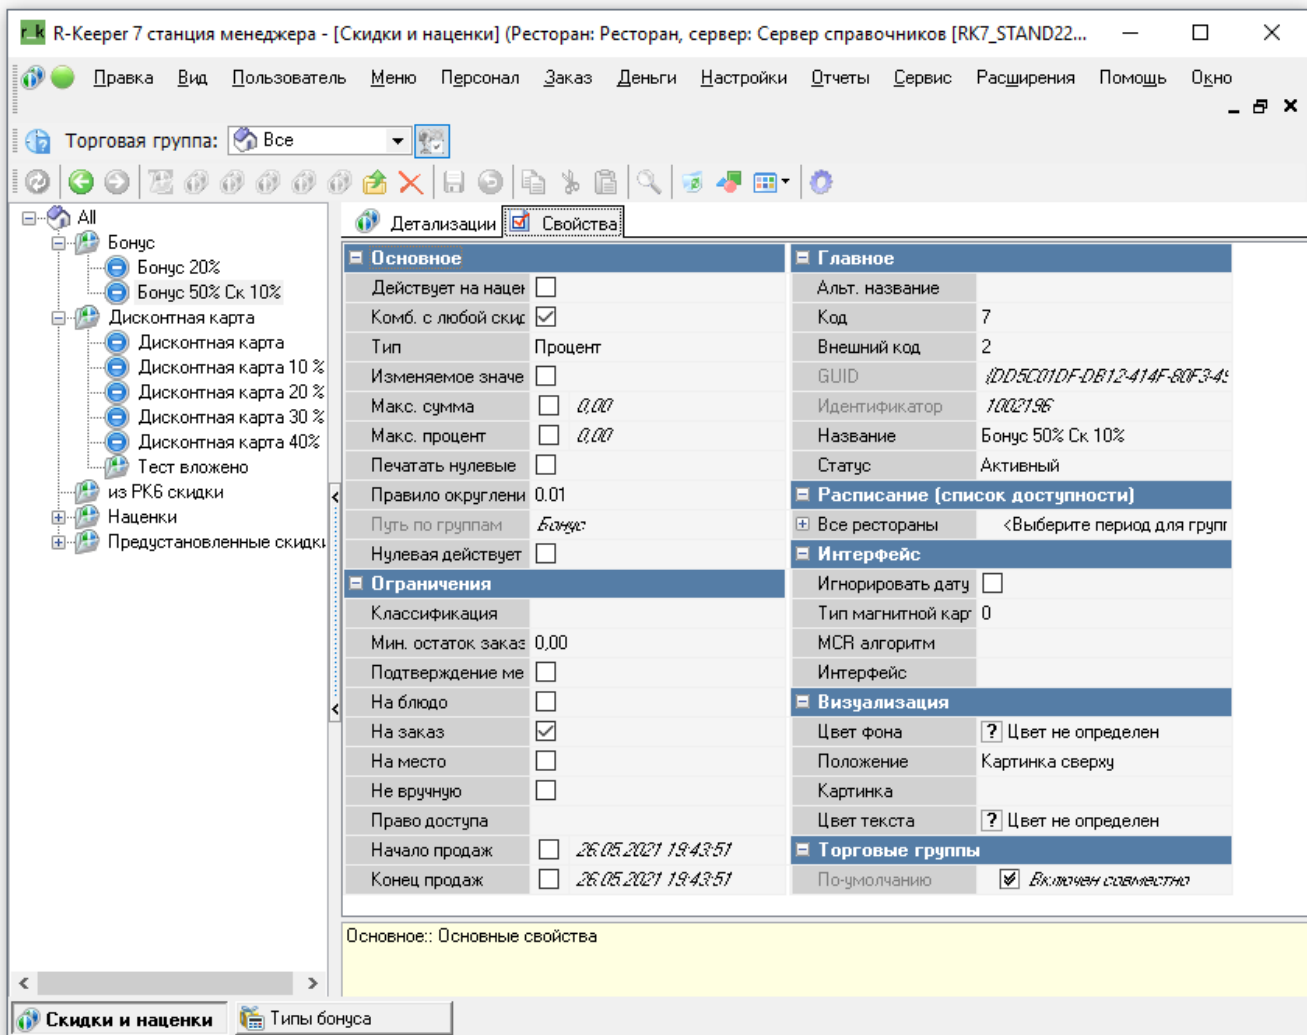 R-Keeper 7 станция менеджера - [Скидки и наценки] (Ресторан: Ресторан, сервер: Сервер справочников [RK7_STAND22...
Правка Вид Пользователь Меню Персонал Заказ Деньги Настройки Отчеты Сервис Расширения Помощь Окно
Торговая группа: Все
All
Бонус
Бонус 20%
Бонус 50% Ск 10%
Дисконтная карта
Дисконтная карта
Дисконтная карта 10 %
Дисконтная карта 20 %
Дисконтная карта 30 %
Дисконтная карта 40%
Тест вложено
из РК6 скидки
Наценки
Предустановленные скидки
Детализации Свойства
Основное
Действует на нацен
Комб. с любой скид
Тип Процент
Изменяемое значе
Макс. сумма 0,00
Макс. процент 0,00
Печатать нулевые
Правило округлени 0.01
Путь по группам Бонус
Нулевая действует
Ограничения
Классификация
Мин. остаток заказ 0,00
Подтверждение ме
На блюдо
На заказ
На место
Не вручную
Право доступа
Начало продаж 26.05.2021 19:43:51
Конец продаж 26.05.2021 19:43:51
Главное
Альт. название
Код 7
Внешний код 2
GUID {DD5C01DF-DB12-414F-80F3-49
Идентификатор 1002196
Название Бонус 50% Ск 10%
Статус Активный
Расписание (список доступности)
Все рестораны <Выберите период для групп
Интерфейс
Игнорировать дату
Тип магнитной кар 0
MCR алгоритм
Интерфейс
Визуализация
Цвет фона ? Цвет не определен
Положение Картинка сверху
Картинка
Цвет текста ? Цвет не определен
Торговые группы
По-умолчанию Включен совместно
Основное:: Основные свойства
Скидки и наценки Типы бонуса